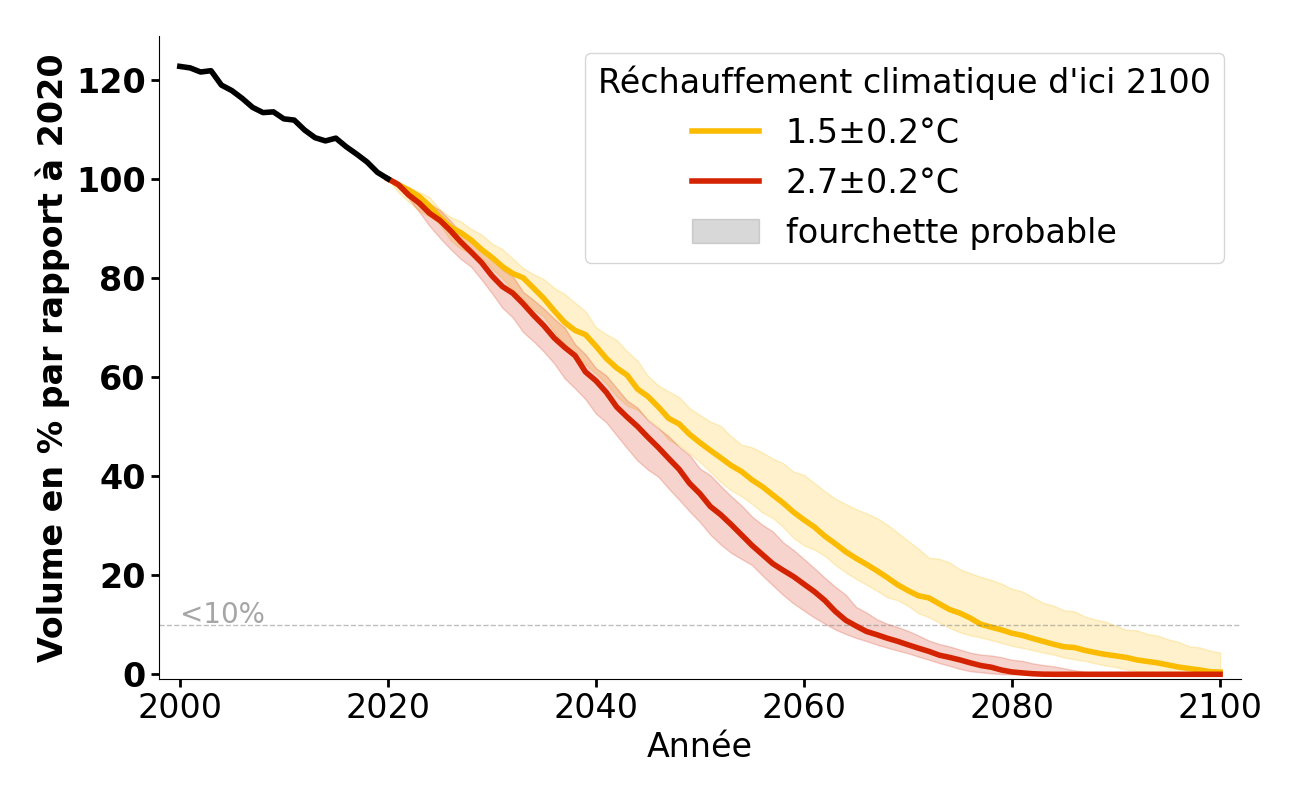 Volume en % par rapport à 2020
120
100
80
60
40
20
0
Réchauffement climatique d'ici 2100
1.5±0.2°C
2.7±0.2°C
fourchette probable
<10%
2000 2020 2040 2060 2080 2100
Année